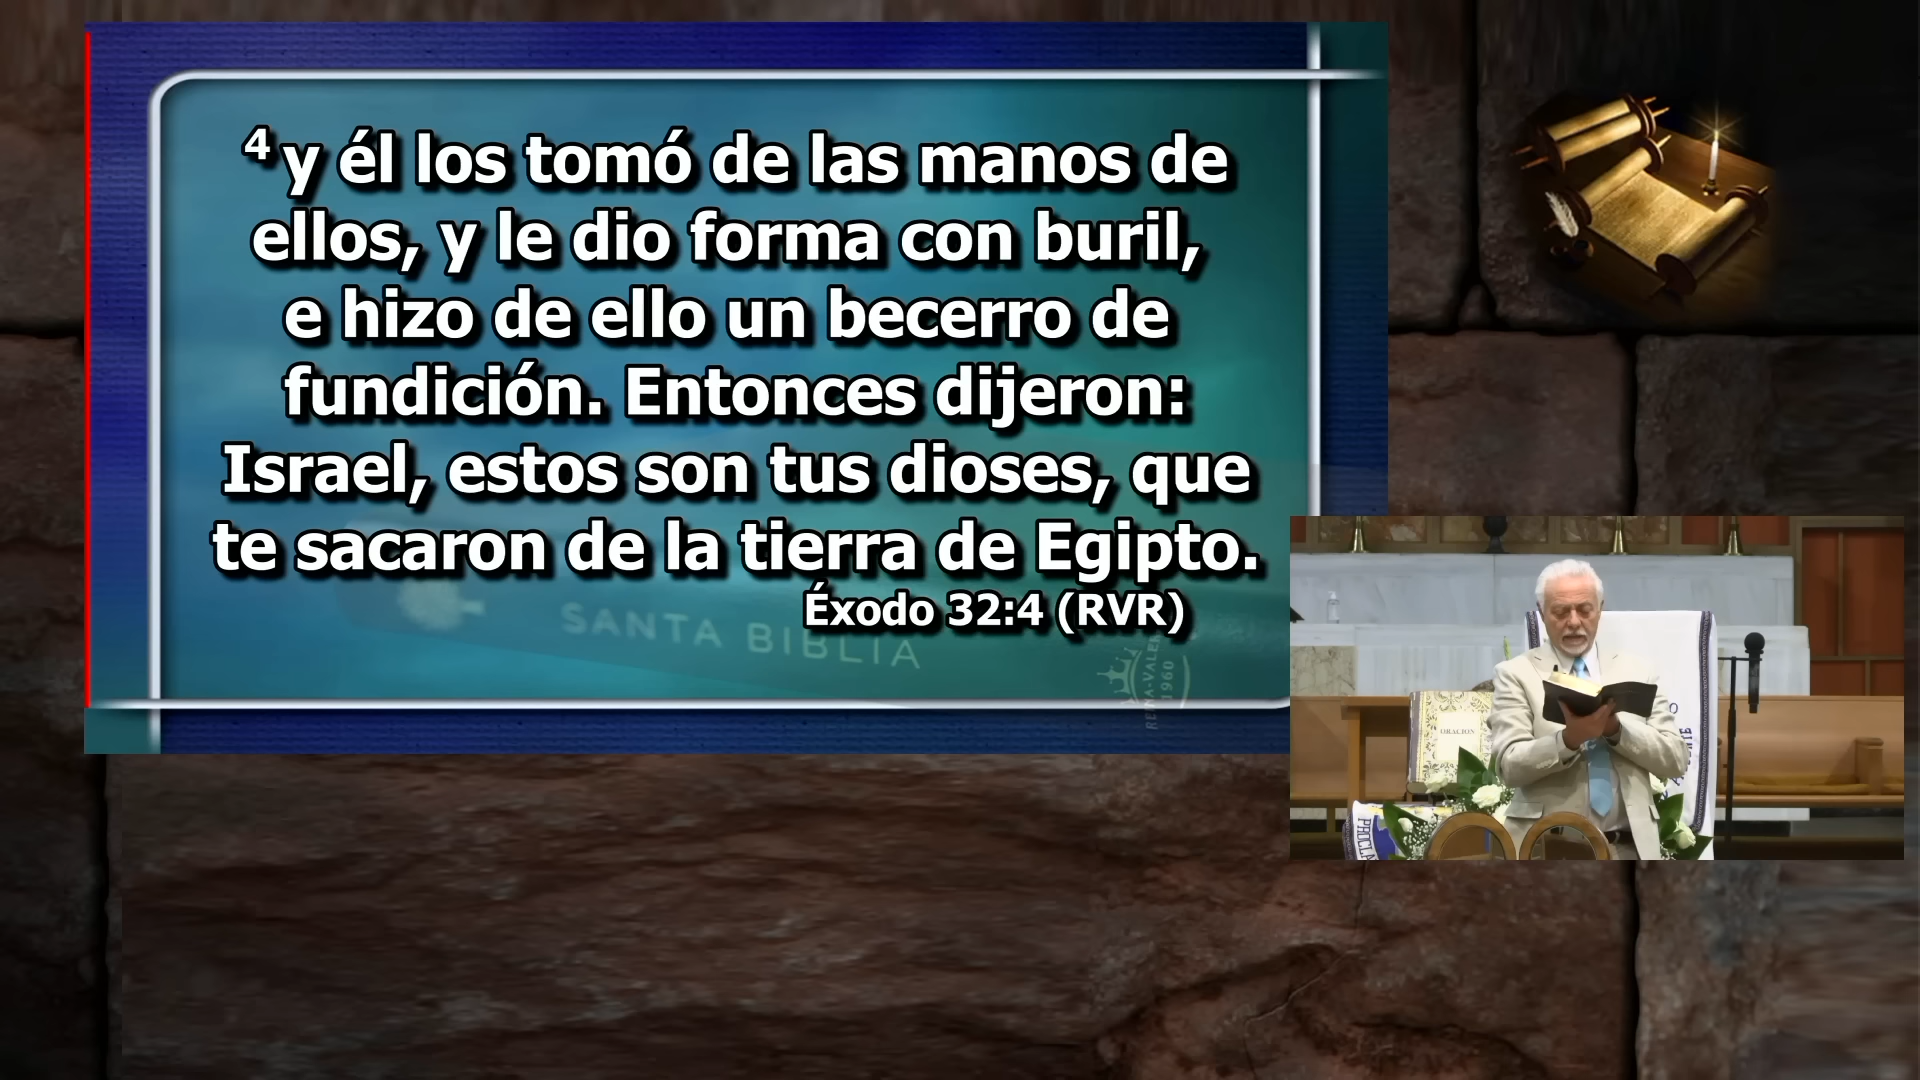 4 y él los tomó de las manos de
ellos, y le dio forma con buril,
e hizo de ello un becerro de
fundición. Entonces dijeron:
Israel, estos son tus dioses, que
te sacaron de la tierra de Egipto.
Éxodo 32:4 (RVR)
SANTA BIBLIA
1960
ORACION